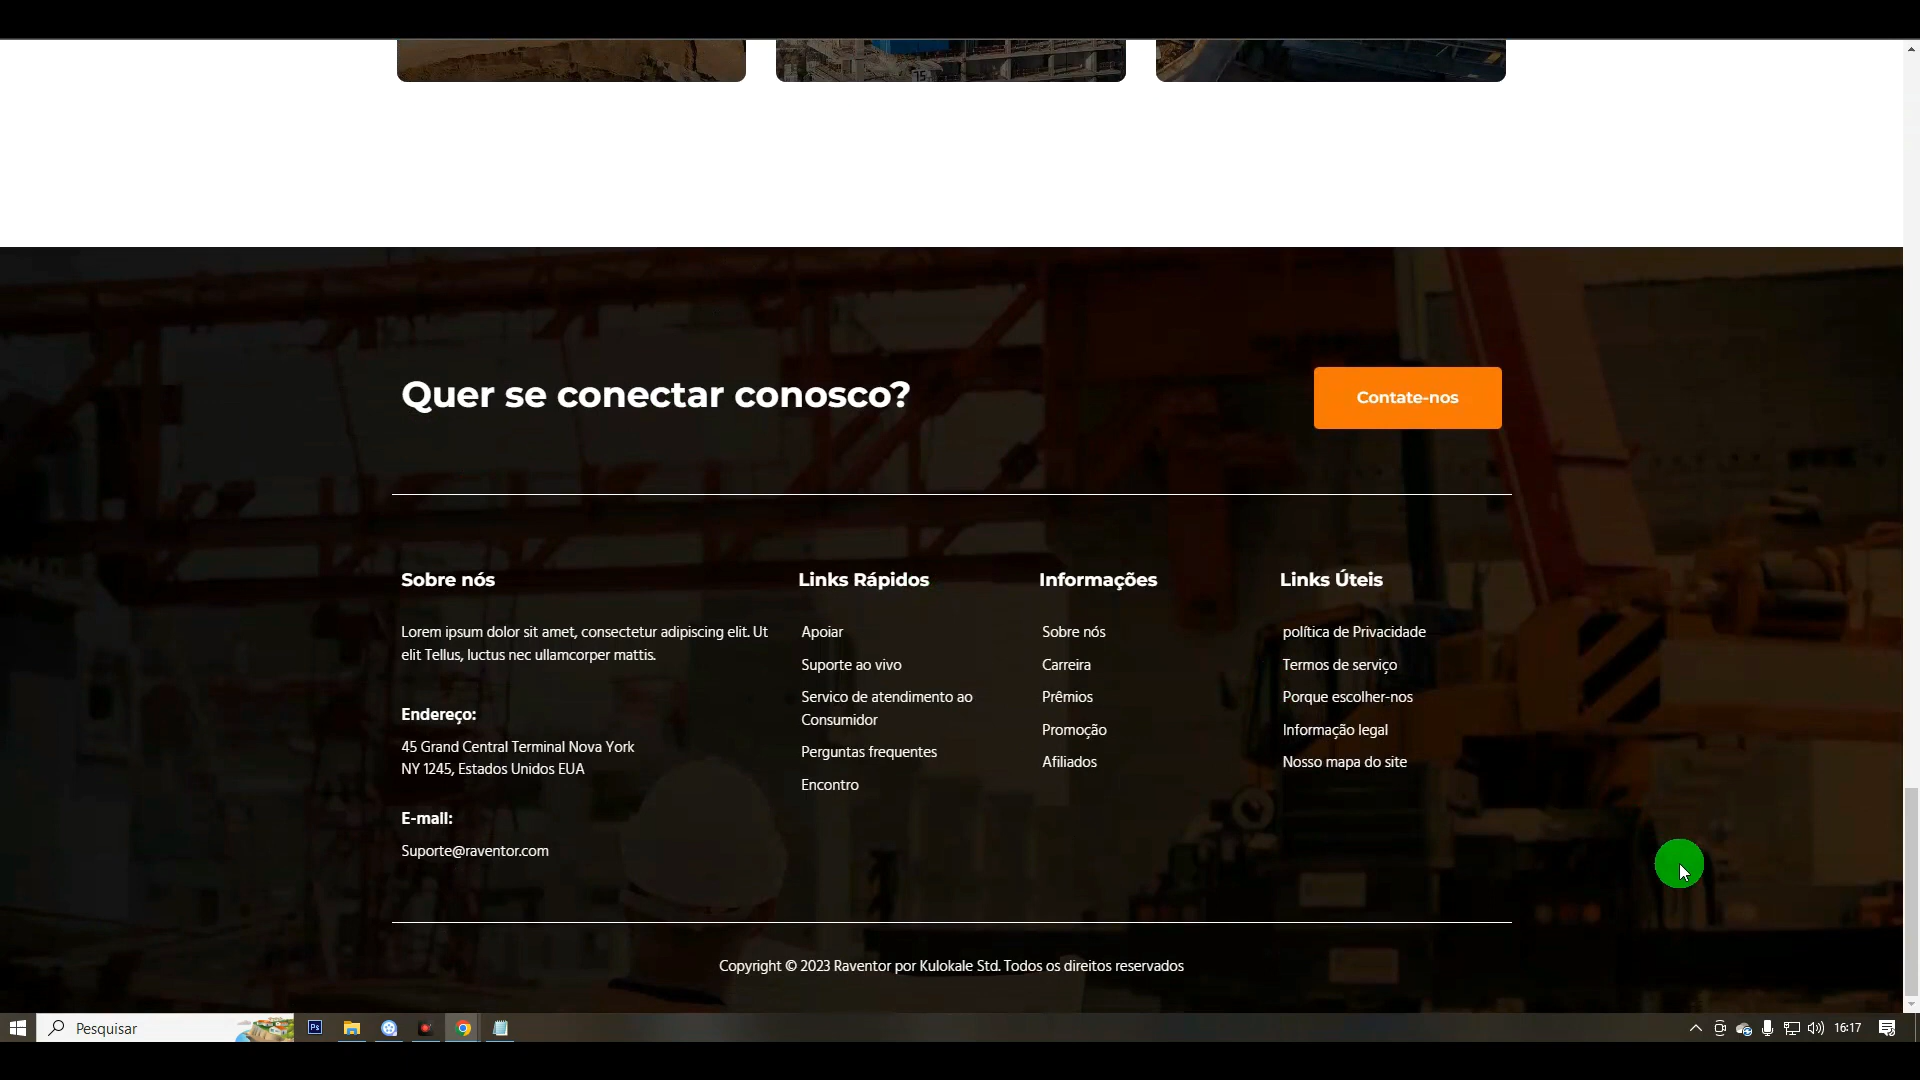 Quer se conectar conosco?
Contate-nos
Sobre nós
Lorem ipsum dolor sit amet, consectetur adipiscing elit. Ut
elit Tellus, luctus nec ullamcorper mattis.
Endereço:
45 Grand Central Terminal Nova York
NY 1245, Estados Unidos EUA
E-mall:
Suporte@raventor.com
Links Rápidos
Apoiar
Suporte ao vivo
Servico de atendimento ao
Consumidor
Perguntas frequentes
Encontro
Informações
Sobre nós
Carreira
Prêmios
Promoção
Afiliados
Links Úteis
política de Privacidade
Termos de serviço
Porque escolher-nos
Informação legal
Nosso mapa do site
Copyright © 2023 Raventor por Kulokale Std. Todos os direitos reservados
Pesquisar
Ps
16:17